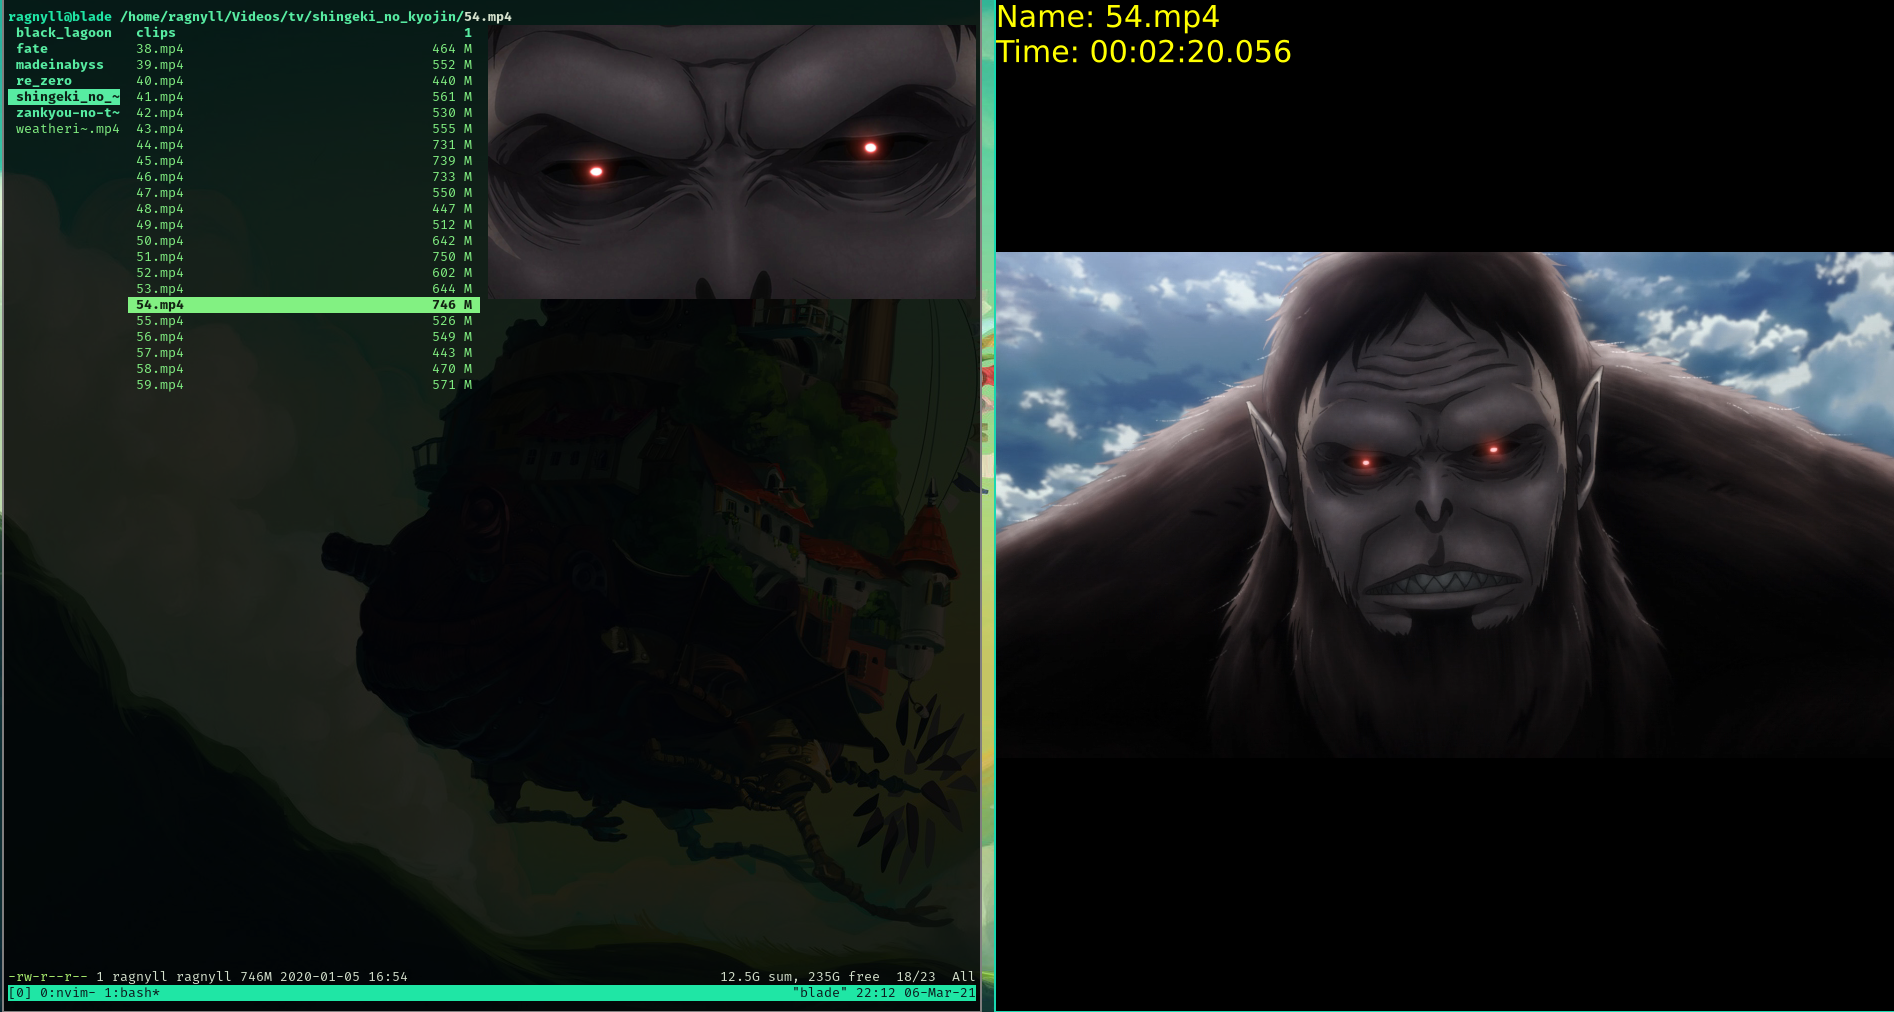 ragnyll@blade /home/ragnyll/Videos/tv/shingeki_no_kyojin/54.mp4
black_lagoon clips 1
fate 38.mp4 464 M
madeinabyss 39.mp4 552 M
re_zero 40.mp4 440 M
shingeki_no_~ 41.mp4 561 M
zankyou-no-t~ 42.mp4 530 M
weatheri~.mp4 43.mp4 555 M
44.mp4 731 M
45.mp4 739 M
46.mp4 733 M
47.mp4 550 M
48.mp4 447 M
49.mp4 512 M
50.mp4 642 M
51.mp4 750 M
52.mp4 602 M
53.mp4 644 M
54.mp4 746 M
55.mp4 526 M
56.mp4 549 M
57.mp4 443 M
58.mp4 470 M
59.mp4 571 M
-rw-r--r-- 1 ragnyll ragnyll 746M 2020-01-05 16:54 12.5G sum, 235G free 18/23 All
[0] 0:nvim- 1:bash* "blade" 22:12 06-Mar-21
Name: 54.mp4
Time: 00:02:20.056